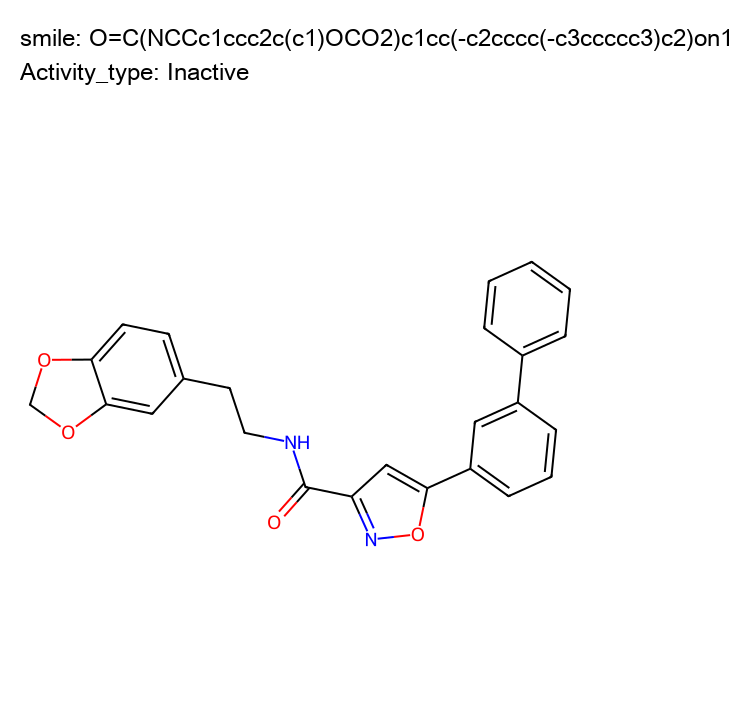 smile: O=C(NCCc1ccc2c(c1)OCO2)c1cc(-c2cccc(-c3ccccc3)c2)on1
Activity_type: Inactive
O
O
NH
O
N
O